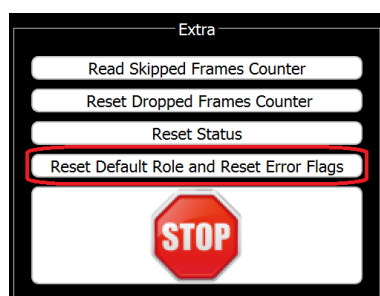 Extra
Read Skipped Frames Counter
Reset Dropped Frames Counter
Reset Status
Reset Default Role and Reset Error Flags
STOP